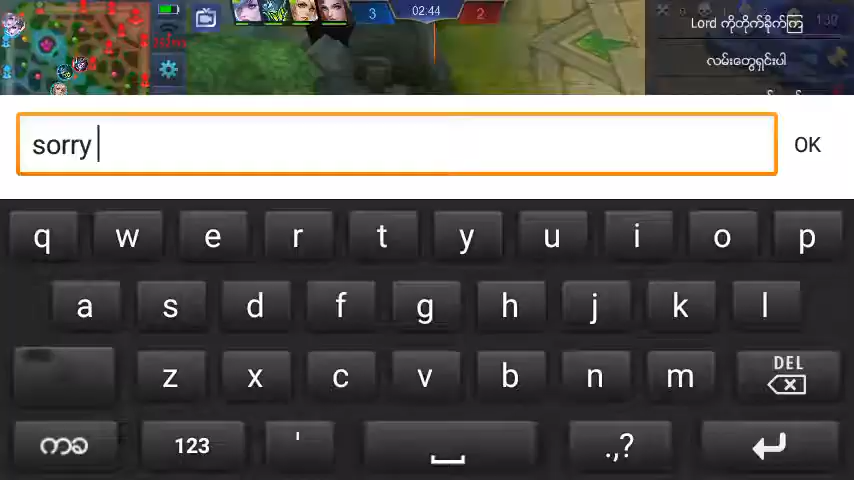 3 02:44 2
Lord ကိုတိုက်ခိုက်ကြ
လမ်းတွေရှင်းပါ
sorry
OK
q w e r t y u i o p
a s d f g h j k l
z x c v b n m DEL
ကခ 123 ' .,?